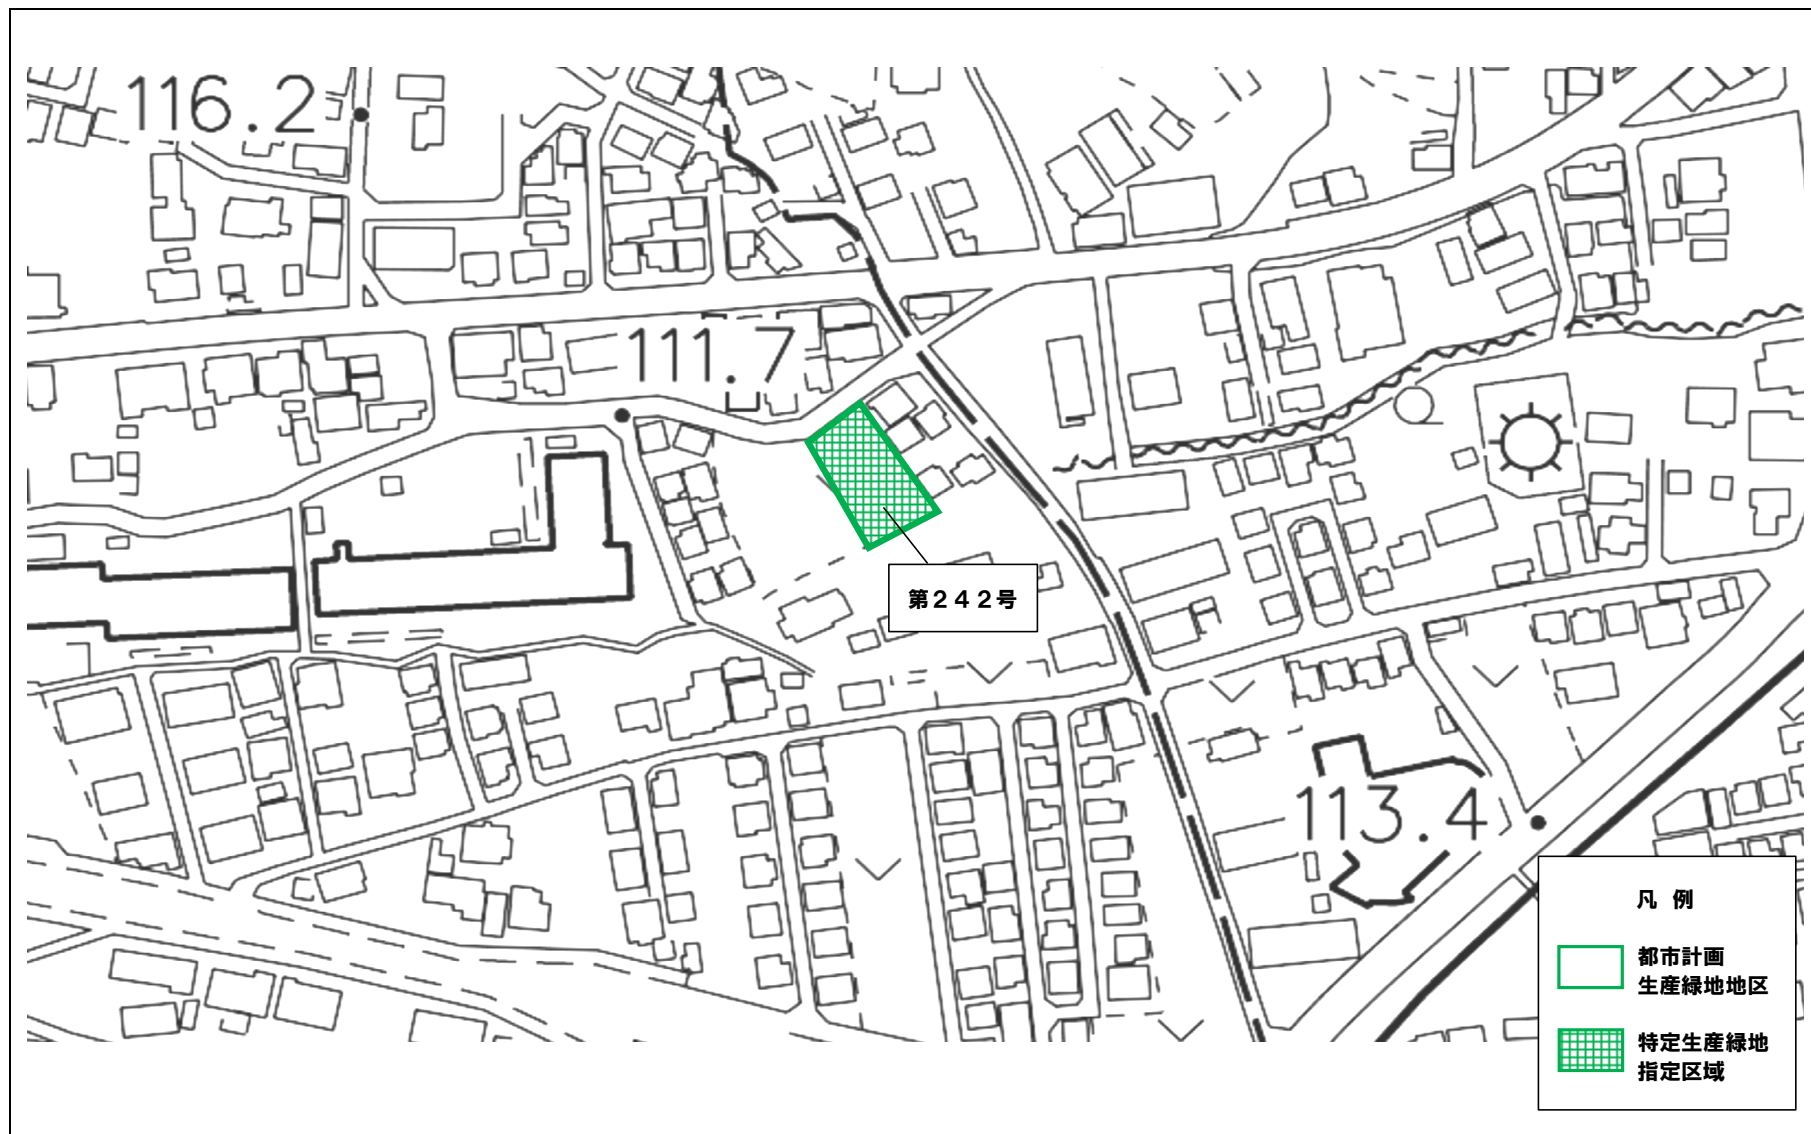 116.2
111.7
第２４２号
113.4
凡 例
都市計画
生産緑地地区
特定生産緑地
指定区域